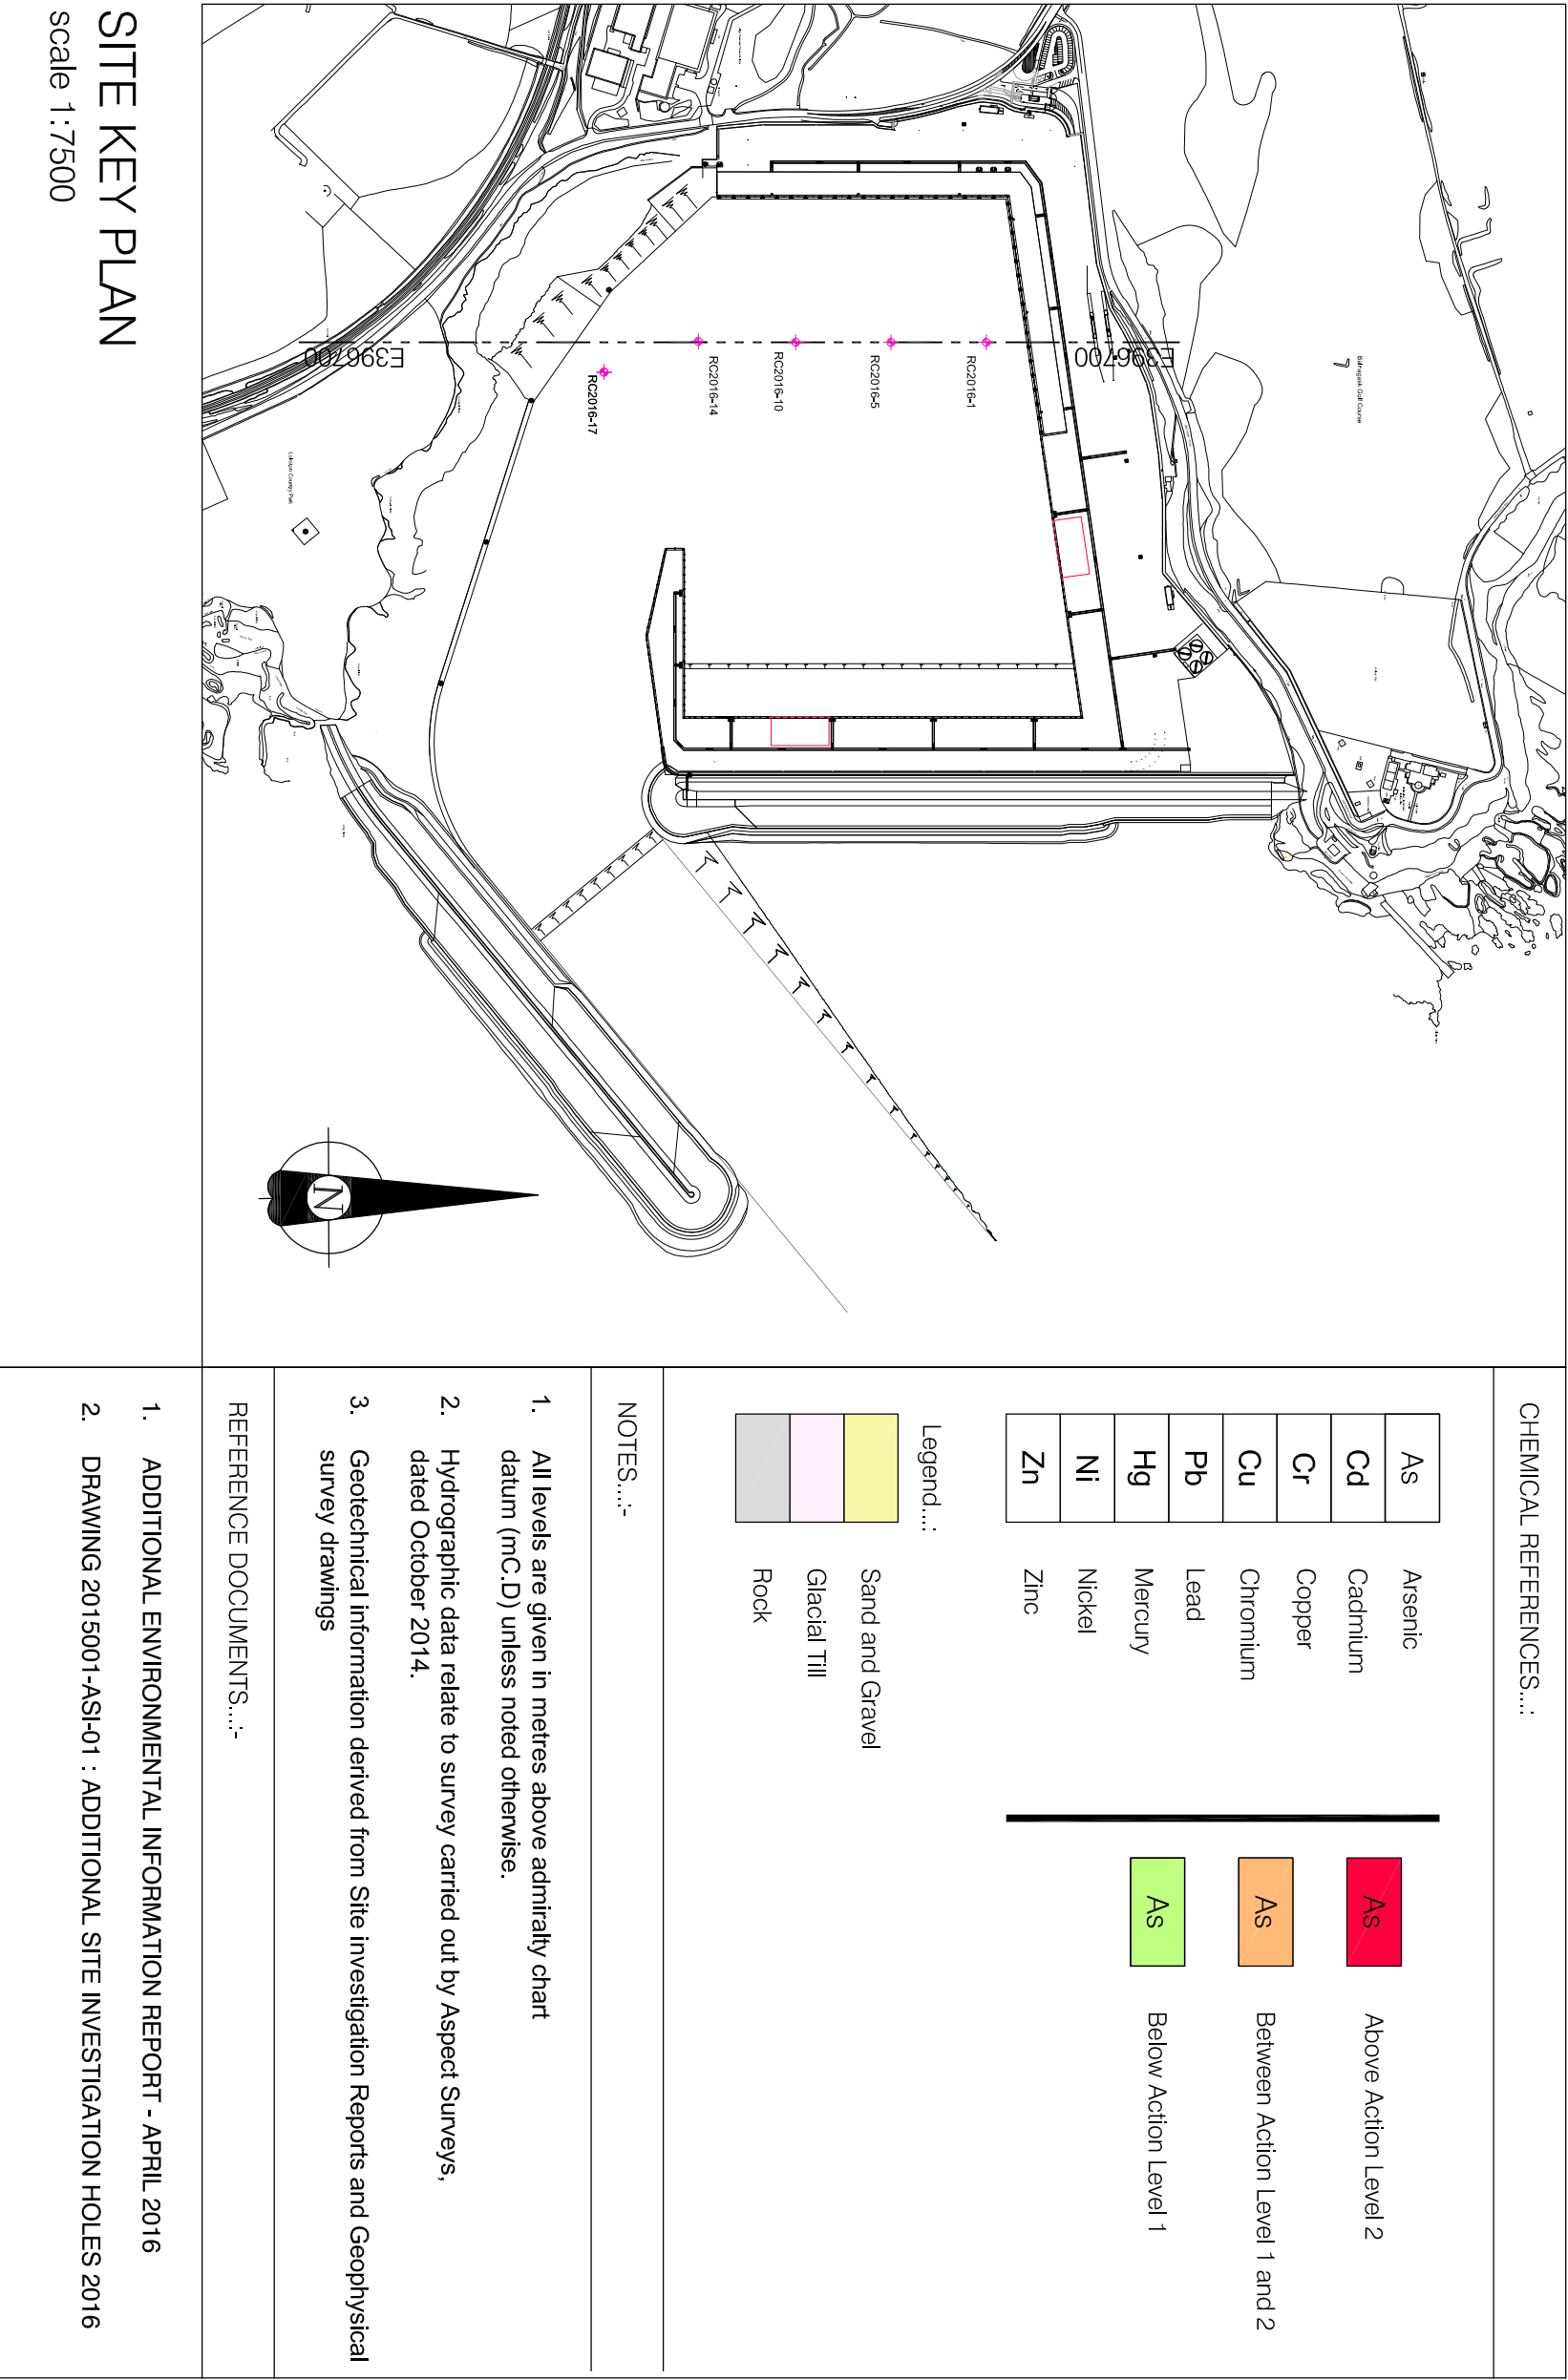 CHEMICAL REFERENCES...:
As Arsenic
Cd Cadmium
Cr Copper
Cu Chromium
Pb Lead
Hg Mercury
Ni Nickel
Zn Zinc
As Above Action Level 2
As Between Action Level 1 and 2
As Below Action Level 1
Legend...:
Sand and Gravel
Glacial Till
Rock
NOTES...:-
1. All levels are given in metres above admiralty chart
datum (mC.D) unless noted otherwise.
2. Hydrographic data relate to survey carried out by Aspect Surveys,
dated October 2014.
3. Geotechnical information derived from Site investigation Reports and Geophysical
survey drawings
REFERENCE DOCUMENTS...:-
1. ADDITIONAL ENVIRONMENTAL INFORMATION REPORT - APRIL 2016
2. DRAWING 2015001-ASI-01 : ADDITIONAL SITE INVESTIGATION HOLES 2016
Balnagask Golf Course
E396700
RC2016-1
RC2016-5
RC2016-10
RC2016-14
RC2016-17
E396700
Country Park
N
SITE KEY PLAN
scale 1:7500